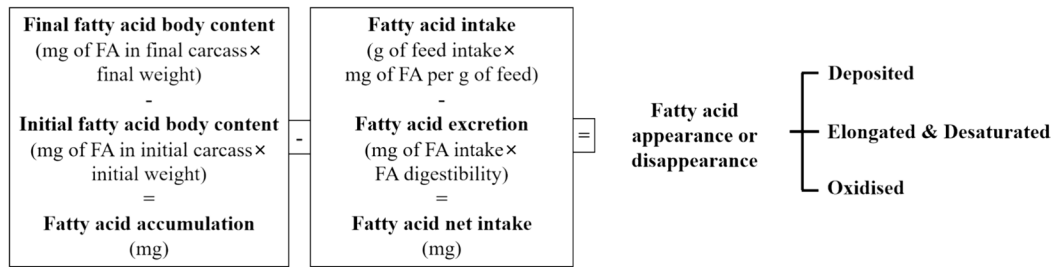 Final fatty acid body content
(mg of FA in final carcass×
final weight)
-
Initial fatty acid body content
(mg of FA in initial carcass×
initial weight)
=
Fatty acid accumulation
(mg)
-
Fatty acid intake
(g of feed intake×
mg of FA per g of feed)
-
Fatty acid excretion
(mg of FA intake×
FA digestibility)
=
Fatty acid net intake
(mg)
=
Fatty acid
appearance or
disappearance
Deposited
Elongated & Desaturated
Oxidised